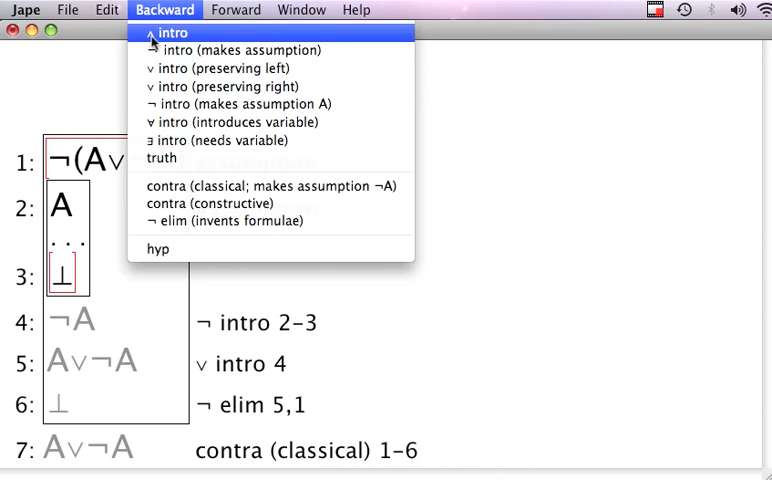 Jape File Edit Backward Forward Window Help
∧ intro
→ intro (makes assumption)
∨ intro (preserving left)
∨ intro (preserving right)
¬ intro (makes assumption A)
∀ intro (introduces variable)
∃ intro (needs variable)
truth
contra (classical; makes assumption ¬A)
contra (constructive)
¬ elim (invents formulae)
hyp
1: ¬(A∨
2: A
...
3: ⊥
4: ¬A ¬ intro 2-3
5: A∨¬A ∨ intro 4
6: ⊥ ¬ elim 5,1
7: A∨¬A contra (classical) 1-6